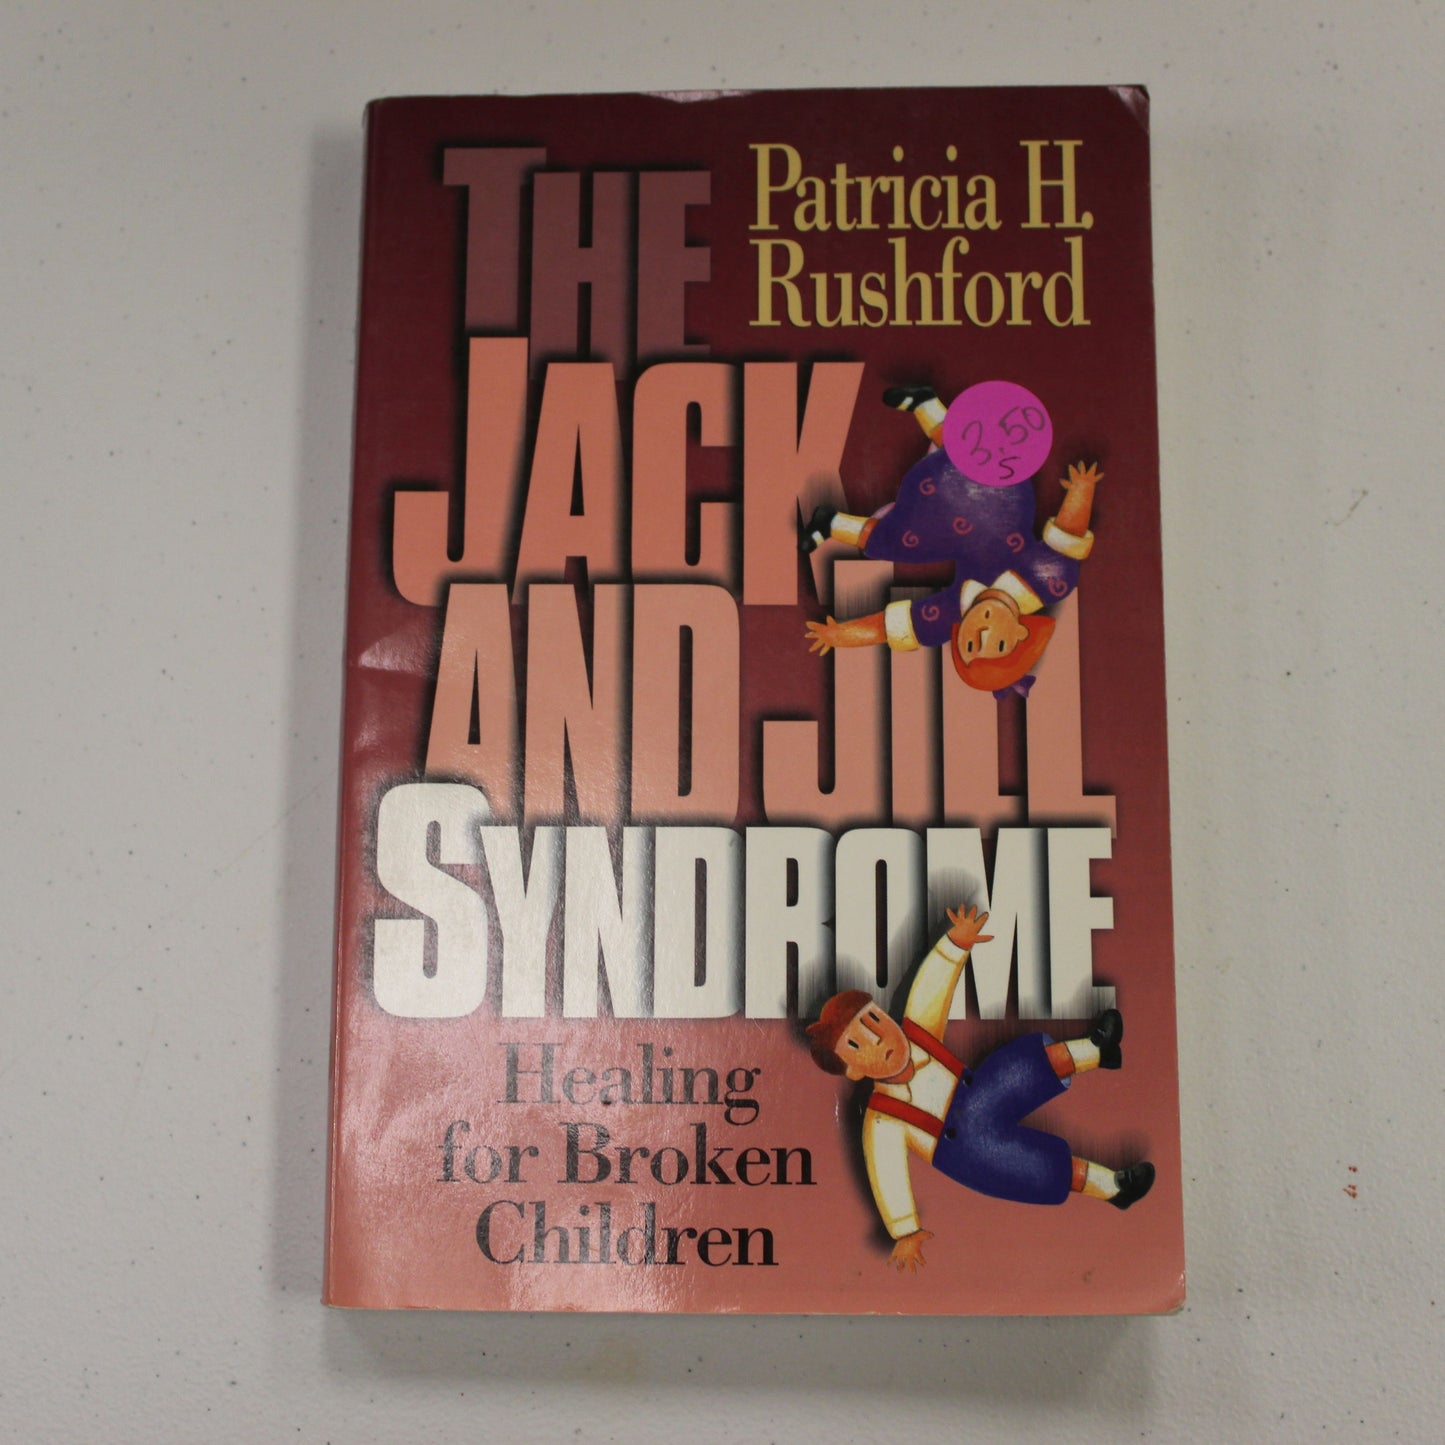 THE
JACK
AND JILL
SYNDROME
Patricia H.
Rushford
3.50
S
Healing
for Broken
Children